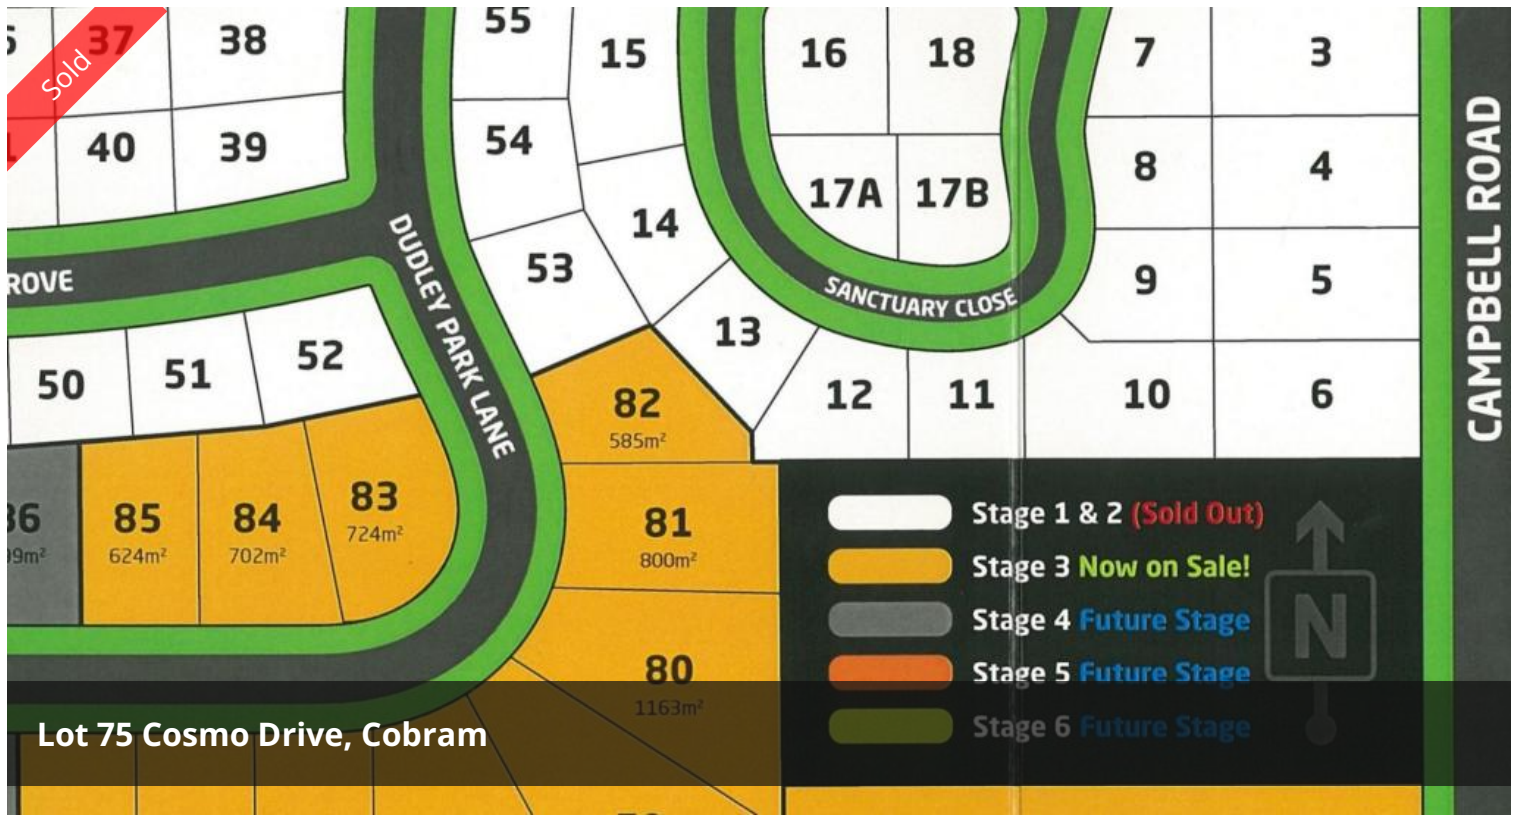 Sold
37
38
55
15
16
18
7
3
40
39
54
17A
17B
8
4
14
53
ROVE
DUDLEY PARK LANE
SANCTUARY CLOSE
9
5
CAMPBELL ROAD
13
50
51
52
12
11
10
6
82
585m²
85
624m²
84
702m²
83
724m²
81
800m²
80
1163m²
Stage 1 & 2 (Sold Out)
Stage 3 Now on Sale!
Stage 4 Future Stage
Stage 5 Future Stage
Stage 6 Future Stage
N
Lot 75 Cosmo Drive, Cobram